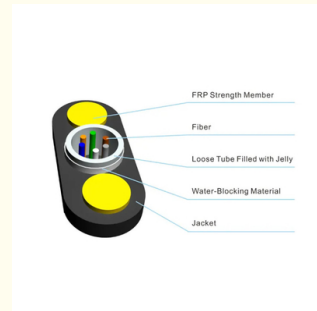 FRP Strength Member
Fiber
Loose Tube Filled with Jelly
Water-Blocking Material
Jacket